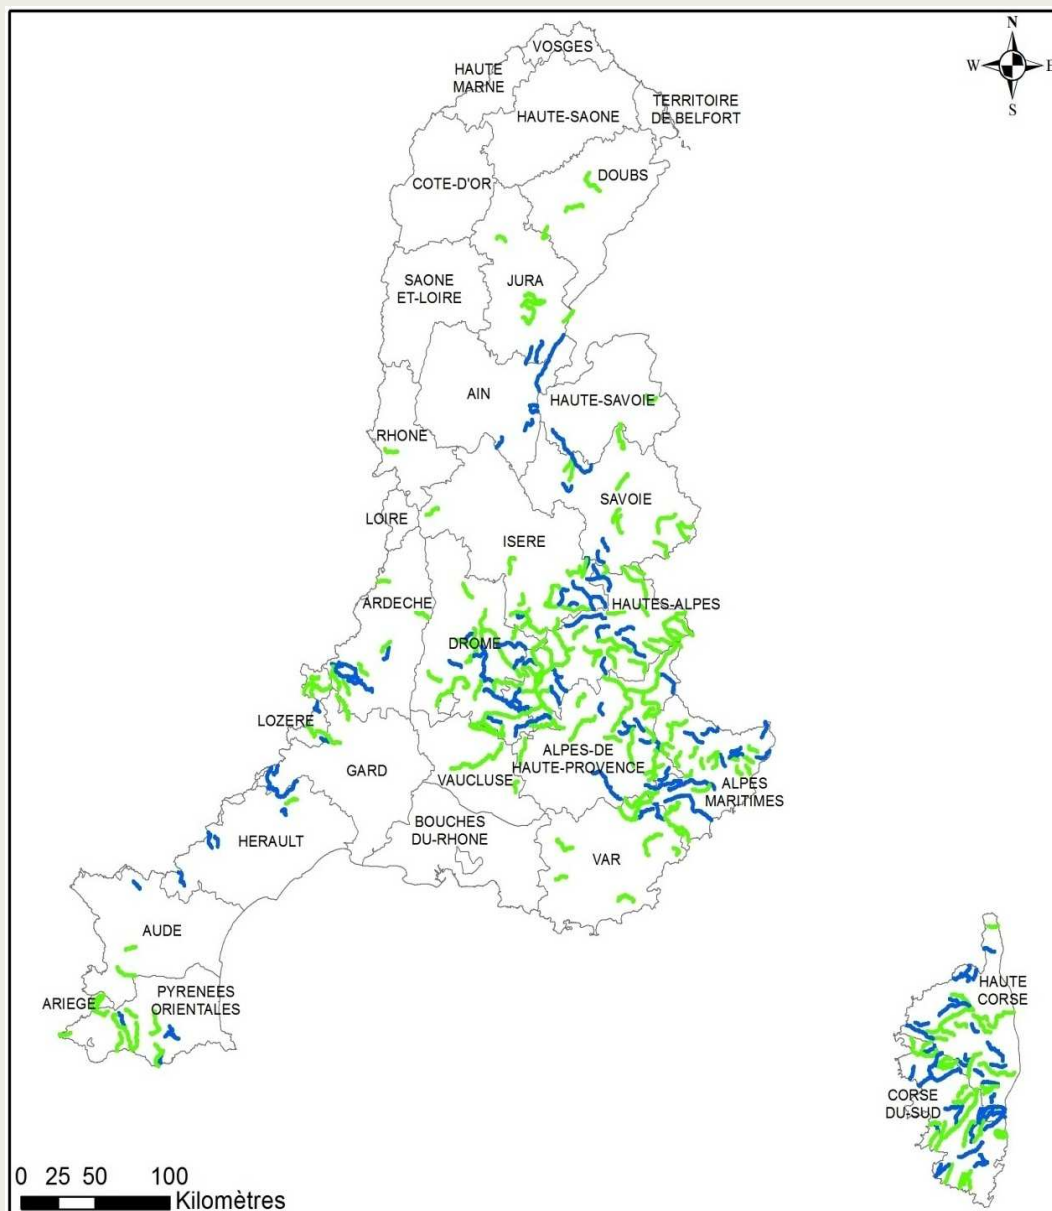 N
W E
S
VOSGES
HAUTE
MARNE
TERRITOIRE
DE BELFORT
HAUTE-SAONE
DOUBS
COTE-D'OR
SAONE
ET-LOIRE
JURA
AIN
HAUTE-SAVOIE
RHONE
SAVOIE
LOIRE
ISERE
ARDECHE
HAUTES-ALPES
DROME
LOZERE
ALPES-DE
HAUTE-PROVENCE
GARD
VAUCLUSE
ALPES
MARITIMES
BOUCHES
DU-RHONE
HERAULT
VAR
AUDE
ARIEGE
PYRENEES
ORIENTALES
HAUTE
CORSE
CORSE
DU-SUD
0 25 50 100
Kilomètres